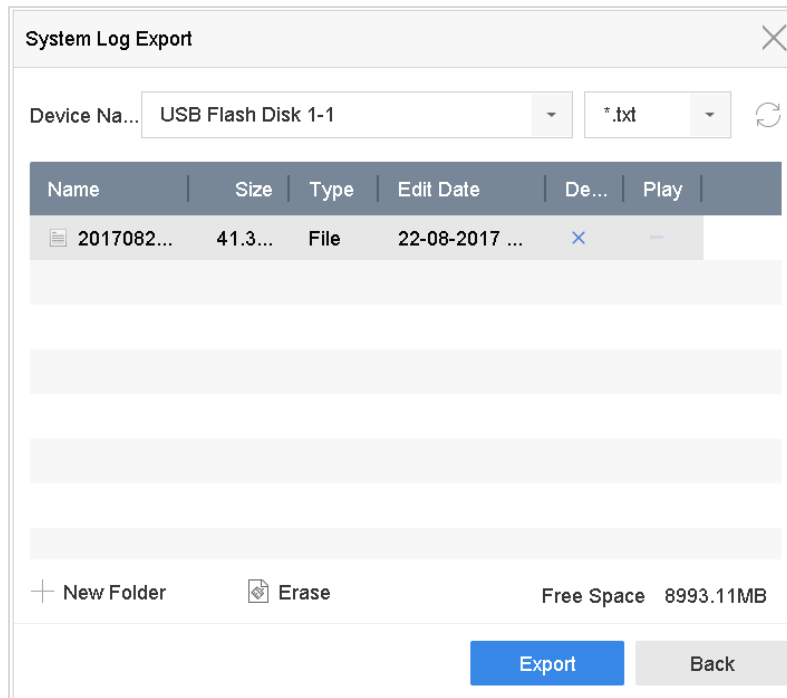 System Log Export
Device Na... USB Flash Disk 1-1 *.txt
Name Size Type Edit Date De... Play
2017082... 41.3... File 22-08-2017 ...
New Folder Erase Free Space 8993.11MB
Export Back